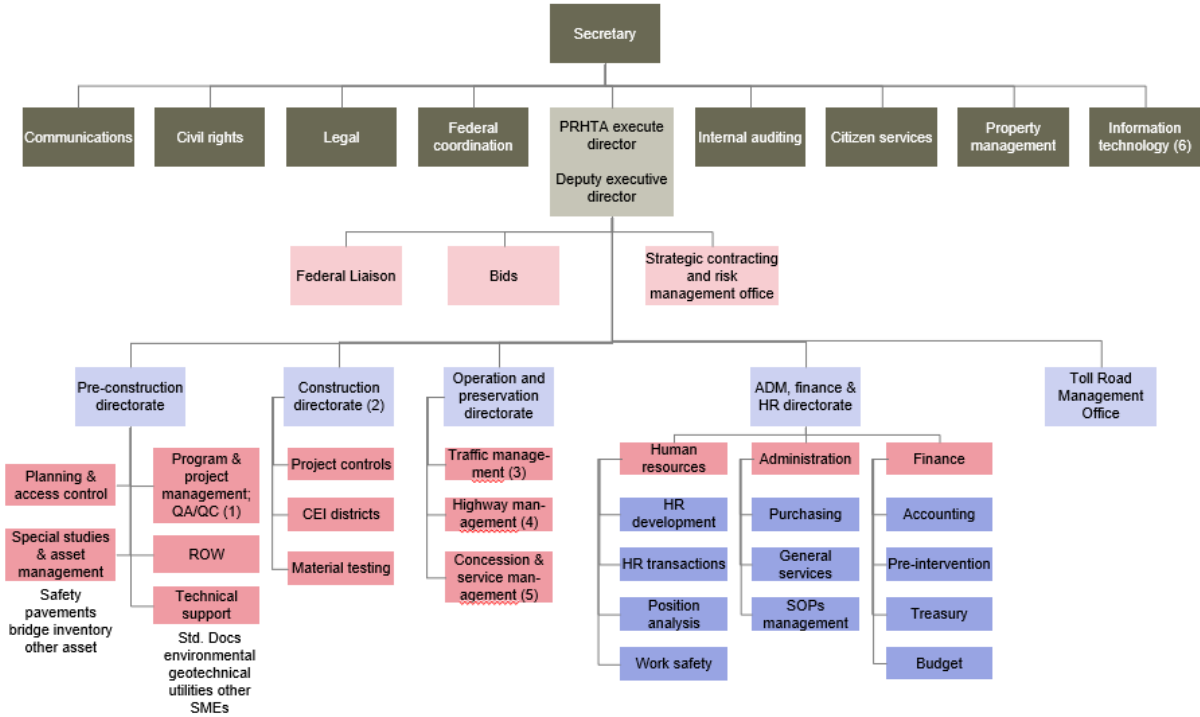 Secretary
Communications
Civil rights
Legal
Federal
coordination
PRHTA execute
director
Deputy executive
director
Internal auditing
Citizen services
Property
management
Information
technology (6)
Federal Liaison
Bids
Strategic contracting
and risk
management office
Pre-construction
directorate
Construction
directorate (2)
Operation and
preservation
directorate
ADM, finance &
HR directorate
Toll Road
Management
Office
Planning &
access control
Special studies
& asset
management
Safety
pavements
bridge inventory
other asset
Program &
project
management;
QA/QC (1)
ROW
Technical
support
Std. Docs
environmental
geotechnical
utilities other
SMEs
Project controls
CEI districts
Material testing
Traffic manage-
ment (3)
Highway man-
agement (4)
Concession &
service man-
agement (5)
Human
resources
HR
development
HR transactions
Position
analysis
Work safety
Administration
Purchasing
General
services
SOPs
management
Finance
Accounting
Pre-intervention
Treasury
Budget